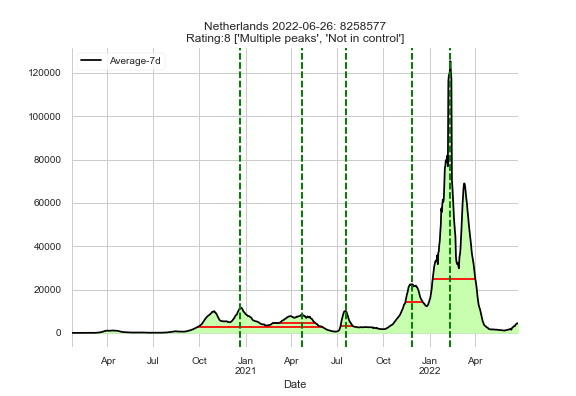 Netherlands 2022-06-26: 8258577
Rating:8 ['Multiple peaks', 'Not in control']
Average-7d
120000
100000
80000
60000
40000
20000
0
Apr Jul Oct Jan Apr Jul Oct Jan Apr
2021 2022
Date